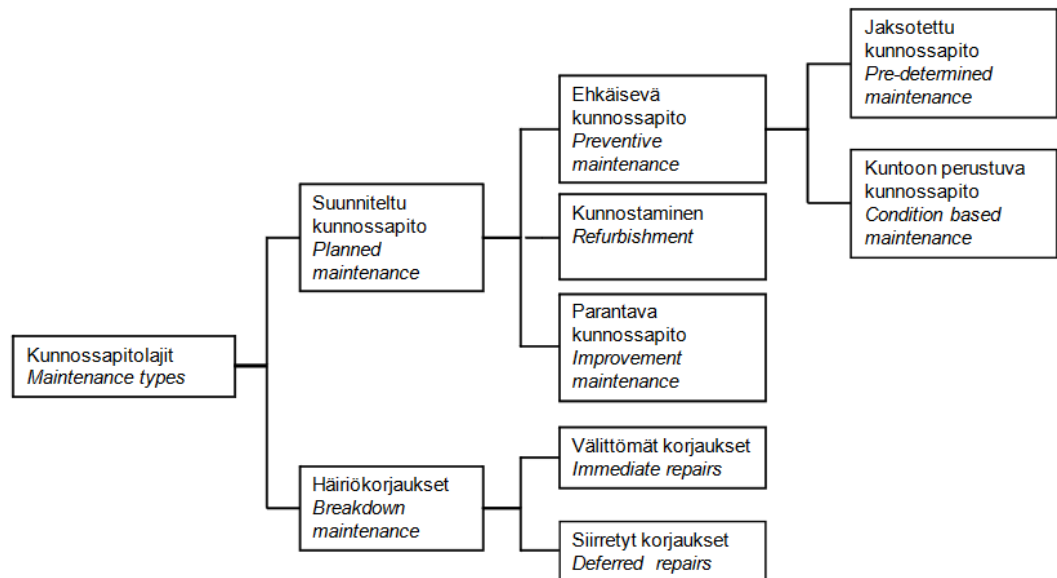 Kunnossapitolajit
Maintenance types
Suunniteltu
kunnossapito
Planned
maintenance
Häiriökorjaukset
Breakdown
maintenance
Ehkäisevä
kunnossapito
Preventive
maintenance
Kunnostaminen
Refurbishment
Parantava
kunnossapito
Improvement
maintenance
Välittömät korjaukset
Immediate repairs
Siirretyt korjaukset
Deferred repairs
Jaksotettu
kunnossapito
Pre-determined
maintenance
Kuntoon perustuva
kunnossapito
Condition based
maintenance